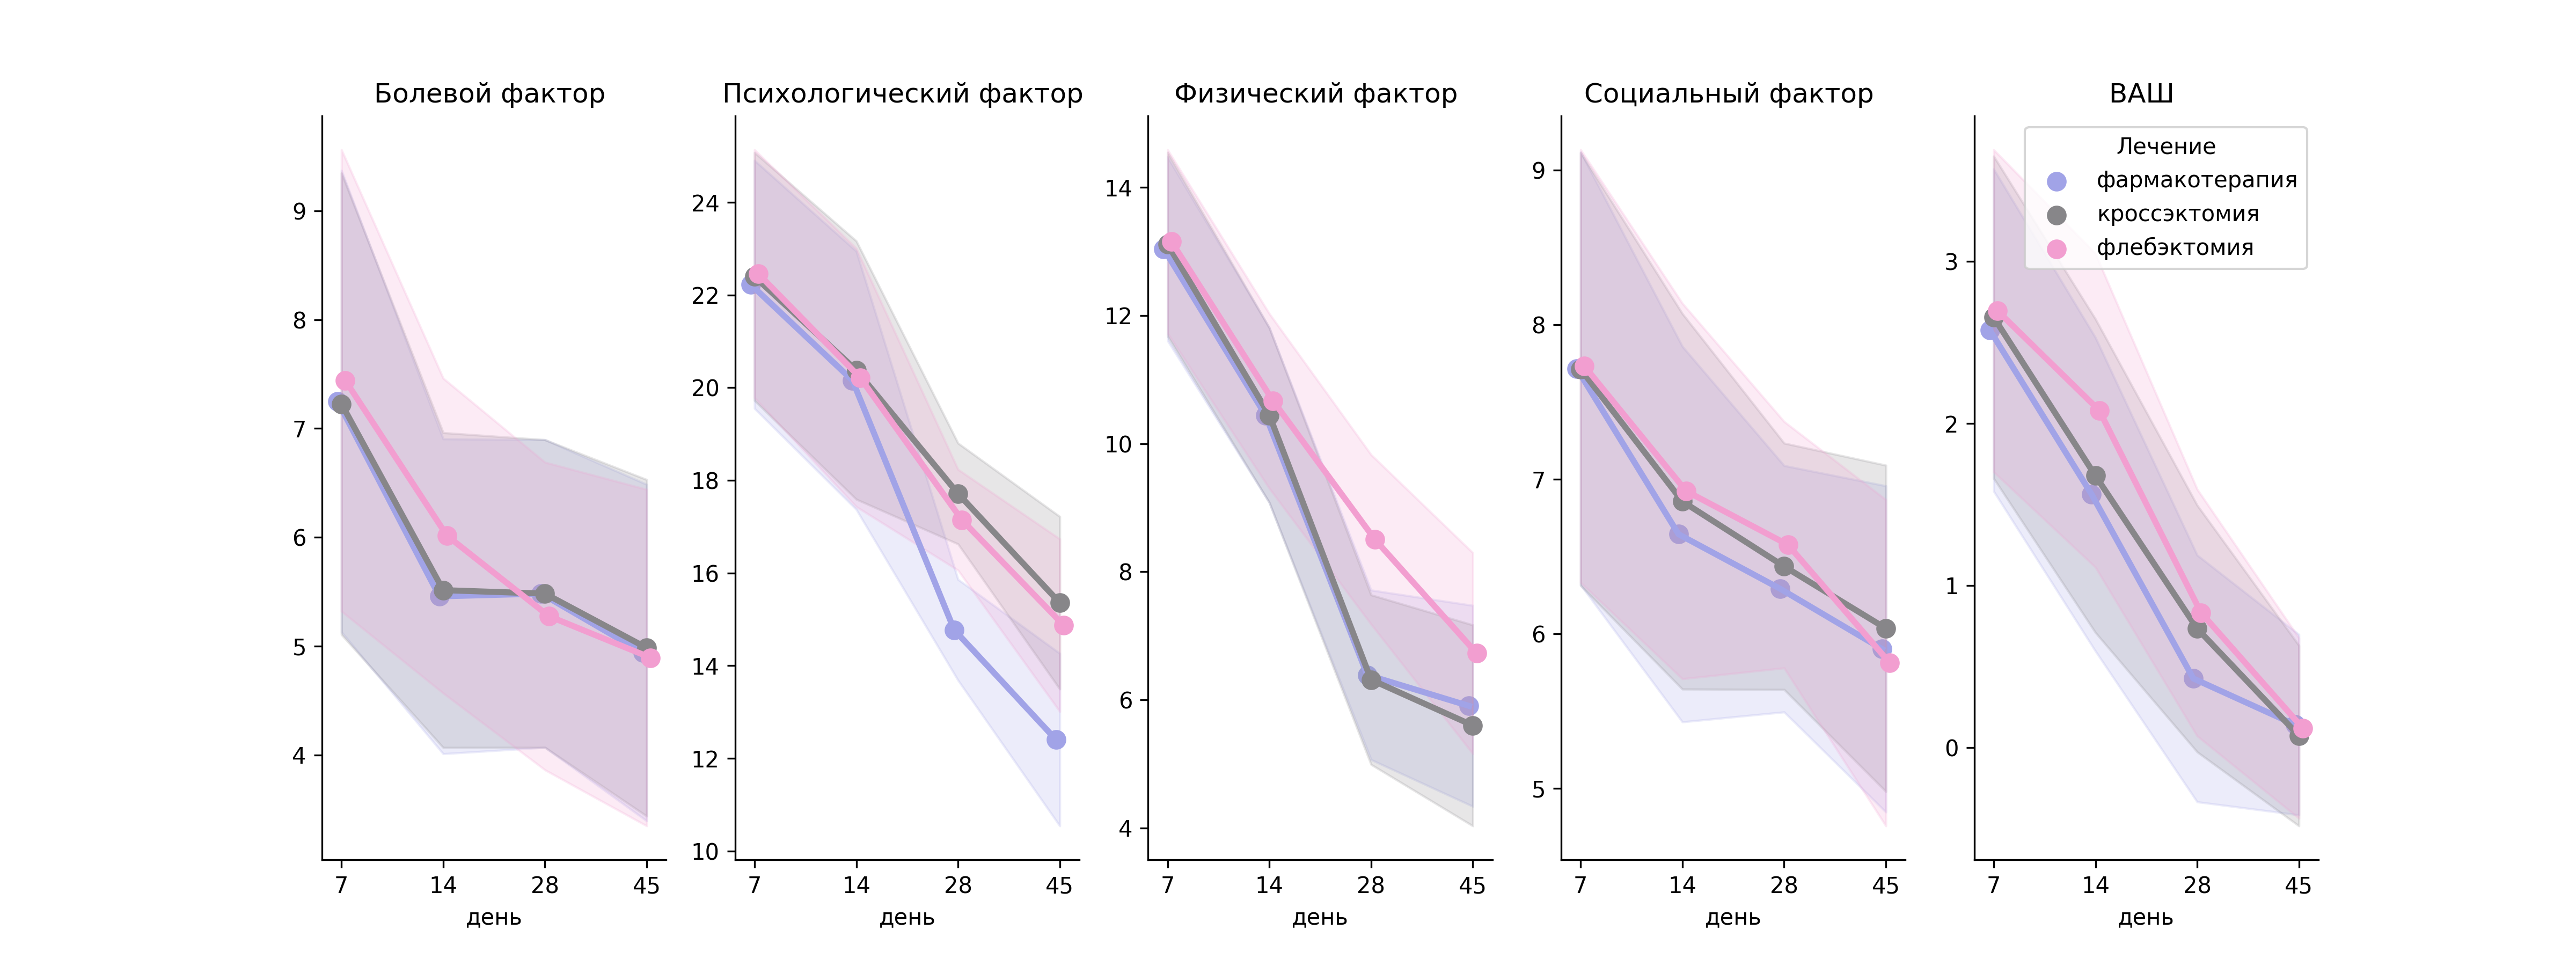 Болевой фактор
9
8
7
6
5
4
7 14 28 45
день
Психологический фактор
24
22
20
18
16
14
12
10
7 14 28 45
день
Физический фактор
14
12
10
8
6
4
7 14 28 45
день
Социальный фактор
9
8
7
6
5
7 14 28 45
день
ВАШ
Лечение
фармакотерапия
кроссэктомия
флебэктомия
3
2
1
0
7 14 28 45
день